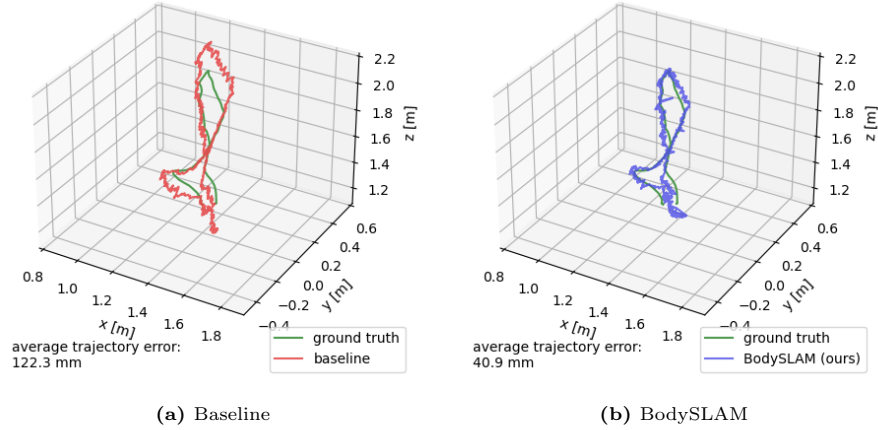 2.2
2.0
1.8
1.6
1.4
1.2
z [m]
0.6
0.4
0.2
0.0
−0.2
−0.4
y [m]
0.8
1.0
1.2
1.4
1.6
1.8
x [m]
average trajectory error:
122.3 mm
ground truth
baseline
(a) Baseline
2.2
2.0
1.8
1.6
1.4
1.2
z [m]
0.6
0.4
0.2
0.0
−0.2
−0.4
y [m]
0.8
1.0
1.2
1.4
1.6
1.8
x [m]
average trajectory error:
40.9 mm
ground truth
BodySLAM (ours)
(b) BodySLAM